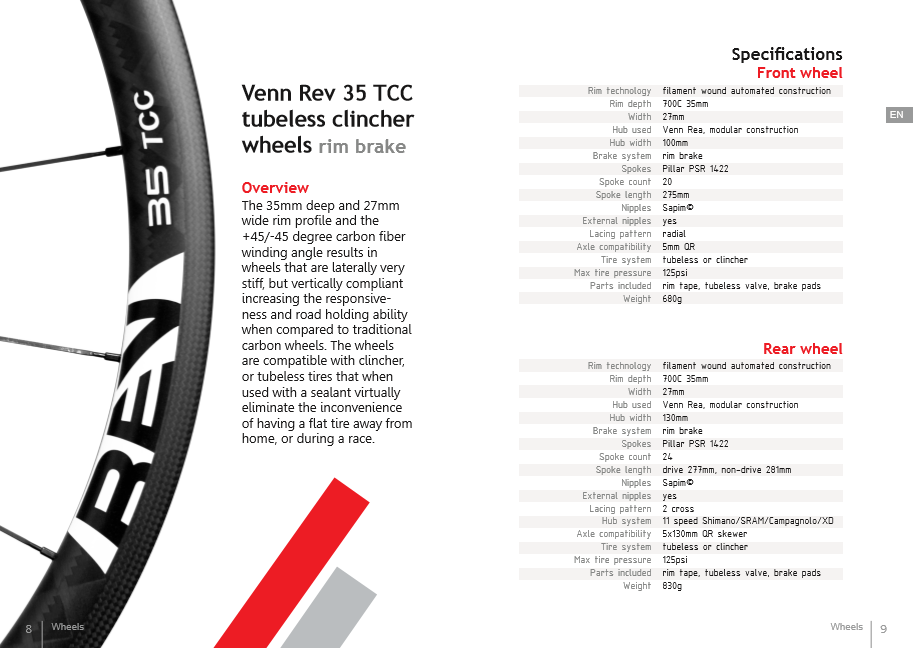 35 TCC
REV
Venn Rev 35 TCC
tubeless clincher
wheels rim brake
Overview
The 35mm deep and 27mm
wide rim profile and the
+45/-45 degree carbon fiber
winding angle results in
wheels that are laterally very
stiff, but vertically compliant
increasing the responsive-
ness and road holding ability
when compared to traditional
carbon wheels. The wheels
are compatible with clincher,
or tubeless tires that when
used with a sealant virtually
eliminate the inconvenience
of having a flat tire away from
home, or during a race.
8 Wheels
Specifications
Front wheel
Rim technology filament wound automated construction
Rim depth 700C 35mm
Width 27mm
Hub used Venn Rea, modular construction
Hub width 100mm
Brake system rim brake
Spokes Pillar PSR 1422
Spoke count 20
Spoke length 275mm
Nipples Sapim©
External nipples yes
Lacing pattern radial
Axle compatibility 5mm QR
Tire system tubeless or clincher
Max tire pressure 125psi
Parts included rim tape, tubeless valve, brake pads
Weight 680g
EN
Rear wheel
Rim technology filament wound automated construction
Rim depth 700C 35mm
Width 27mm
Hub used Venn Rea, modular construction
Hub width 130mm
Brake system rim brake
Spokes Pillar PSR 1422
Spoke count 24
Spoke length drive 277mm, non-drive 281mm
Nipples Sapim©
External nipples yes
Lacing pattern 2 cross
Hub system 11 speed Shimano/SRAM/Campagnolo/XD
Axle compatibility 5x130mm QR skewer
Tire system tubeless or clincher
Max tire pressure 125psi
Parts included rim tape, tubeless valve, brake pads
Weight 830g
Wheels 9